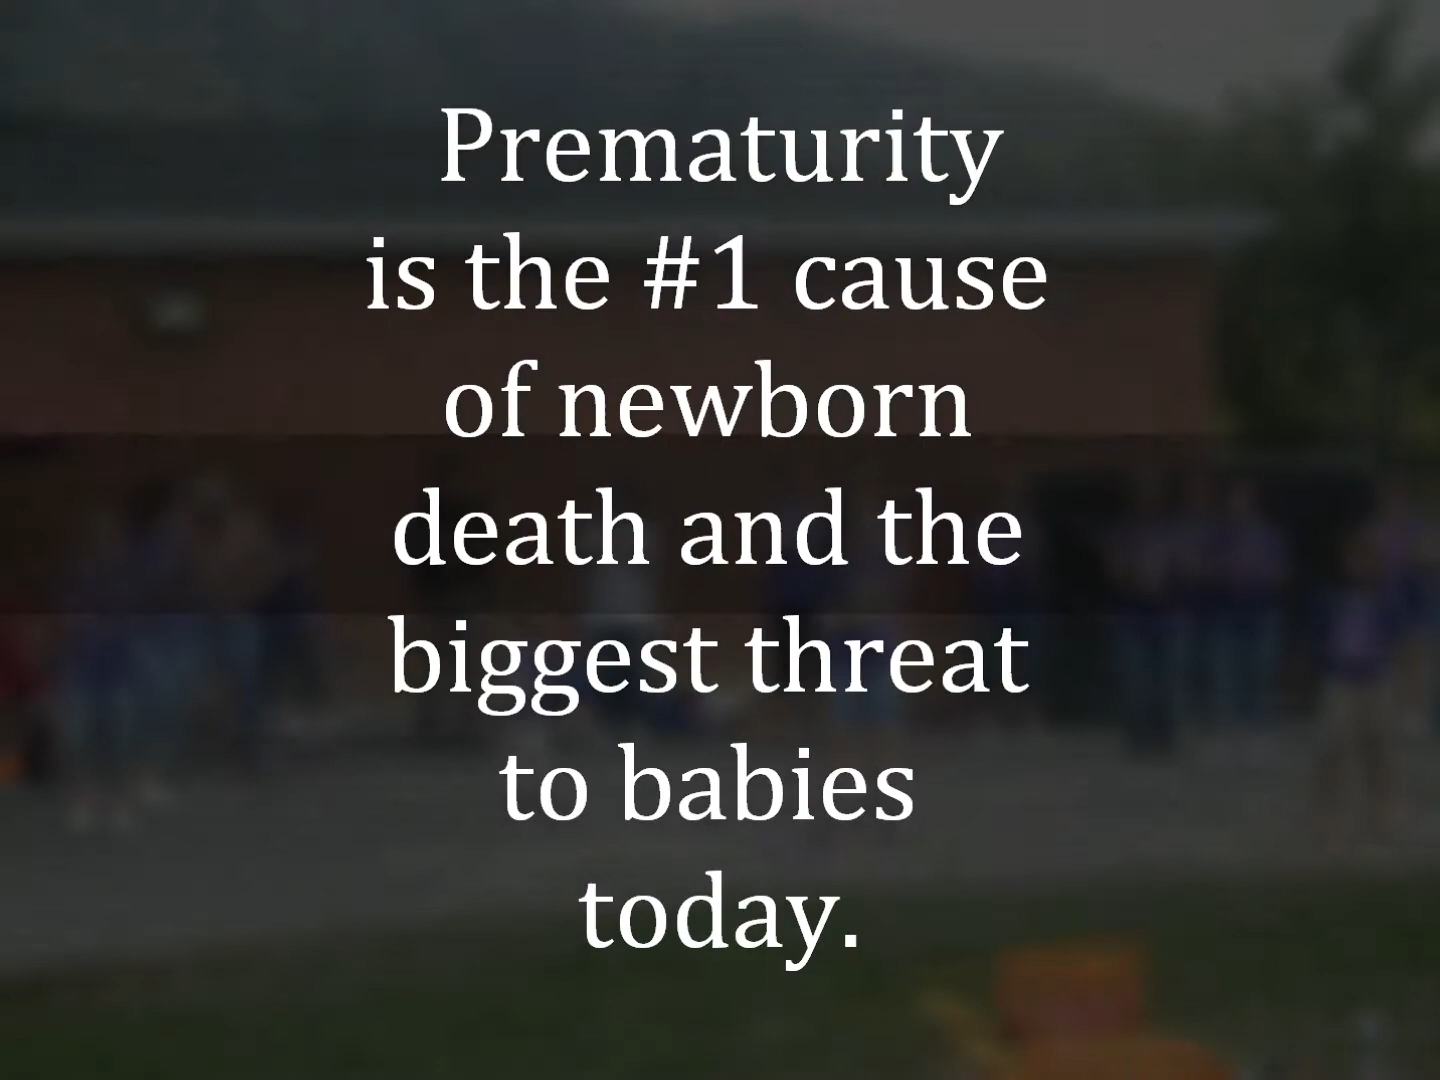 Prematurity
is the #1 cause
of newborn
death and the
biggest threat
to babies
today.